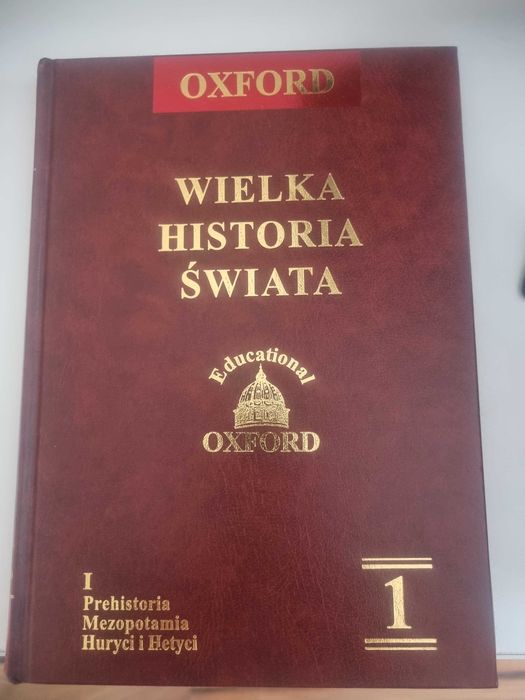 OXFORD
WIELKA
HISTORIA
ŚWIATA
Educational
OXFORD
I
Prehistoria
Mezopotamia
Huryci i Hetyci
1